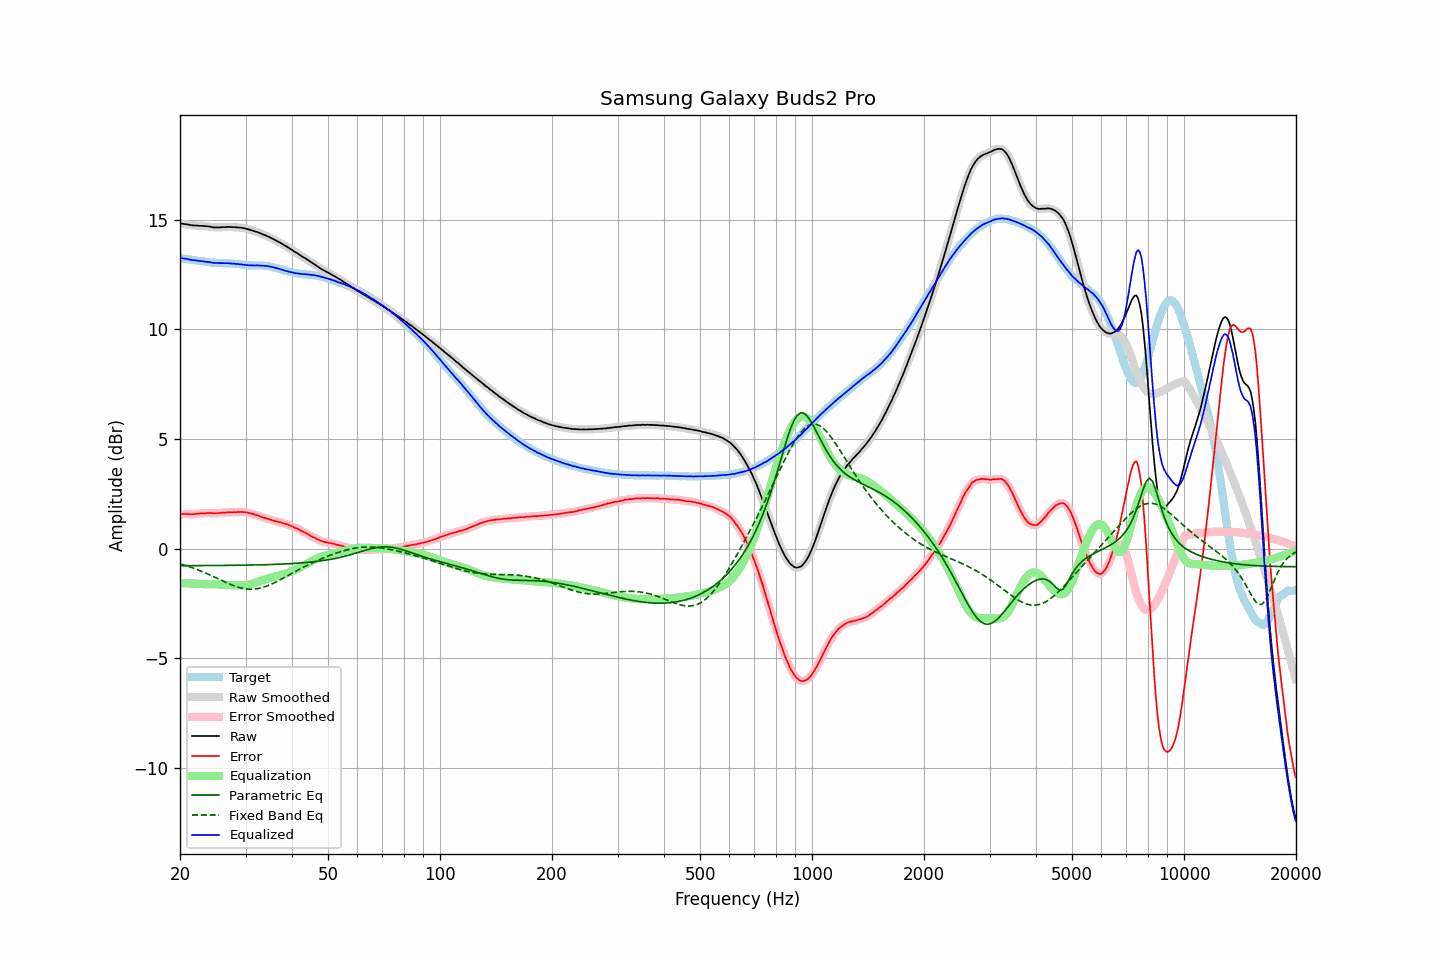 Samsung Galaxy Buds2 Pro
Amplitude (dBr)
15
10
5
0
−5
−10
Target
Raw Smoothed
Error Smoothed
Raw
Error
Equalization
Parametric Eq
Fixed Band Eq
Equalized
20 50 100 200 500 1000 2000 5000 10000 20000
Frequency (Hz)